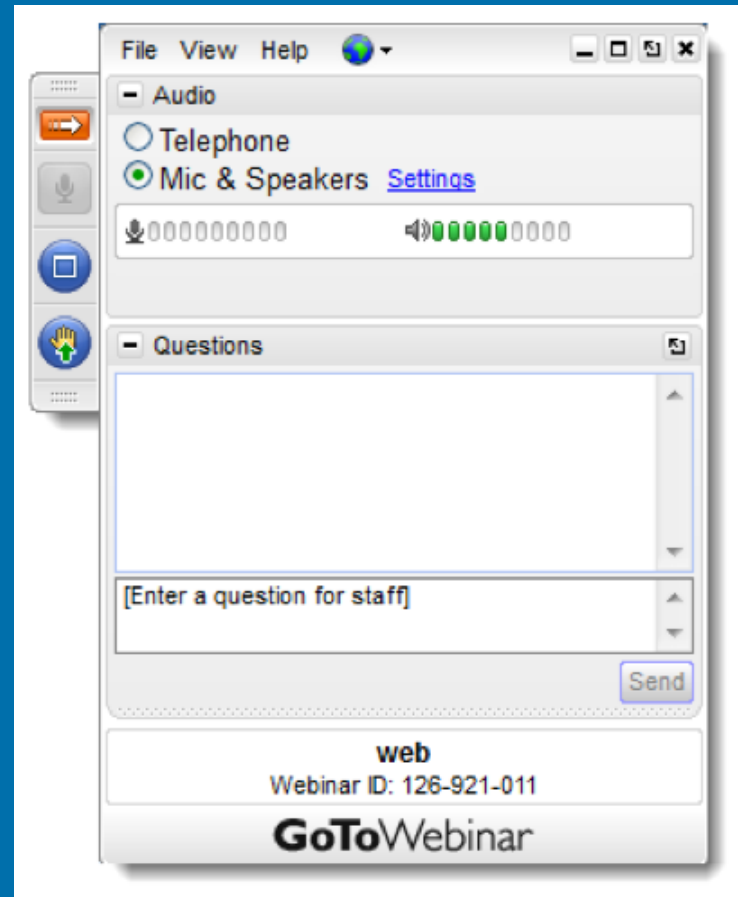 File View Help
Audio
Telephone
Mic & Speakers Settings
Questions
[Enter a question for staff]
Send
web
Webinar ID: 126-921-011
GoToWebinar